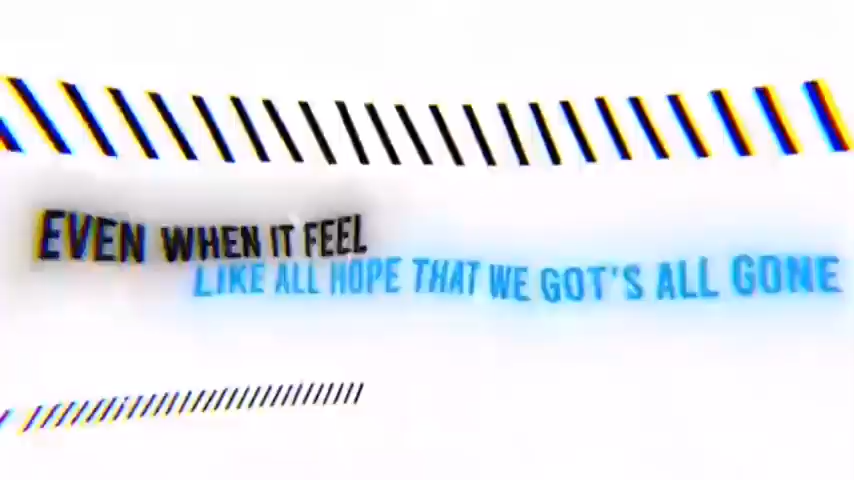 EVEN WHEN IT FEEL
LIKE ALL HOPE THAT WE GOT'S ALL GONE